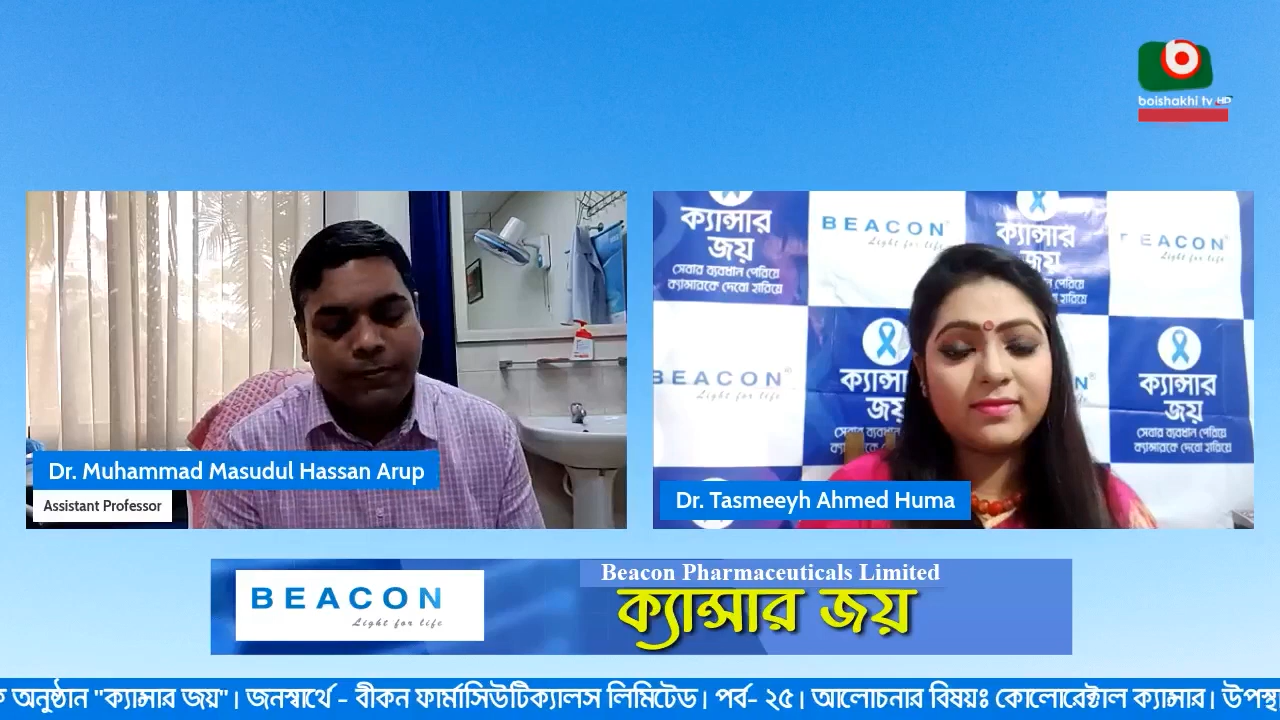 boishakhi tv HD
ক্যান্সার
জয়
সেবার ব্যবধান পেরিয়ে
ক্যান্সারকে দেবো হারিয়ে
BEACON
Light for life
ক্যান্সার
জয়
পেরিয়ে
হারিয়ে
BEACON
Light for life
BEACON
Light for life
ক্যান্সার
জয়
সেবার ব্যবধান পেরিয়ে
ক্যান্সার
জয়
সেবার ব্যবধান পেরিয়ে
ক্যান্সারকে দেবো হারিয়ে
Dr. Muhammad Masudul Hassan Arup
Assistant Professor
Dr. Tasmeeyh Ahmed Huma
BEACON
Light for life
Beacon Pharmaceuticals Limited
ক্যান্সার জয়
ক অনুষ্ঠান "ক্যান্সার জয়"। জনস্বার্থে - বীকন ফার্মাসিউটিক্যালস লিমিটেড। পর্ব- ২৫। আলোচনার বিষয়ঃ কোলোরেক্টাল ক্যান্সার। উপস্থ